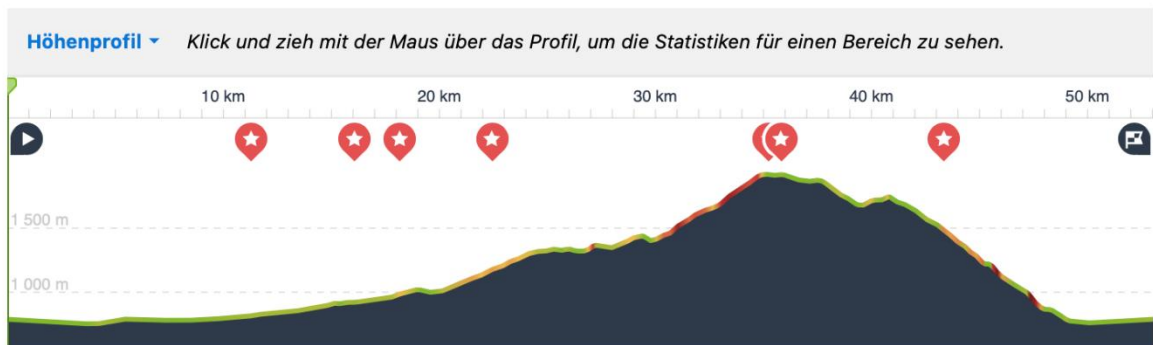 Höhenprofil Klick und zieh mit der Maus über das Profil, um die Statistiken für einen Bereich zu sehen.
10 km 20 km 30 km 40 km 50 km
1 500 m
1 000 m